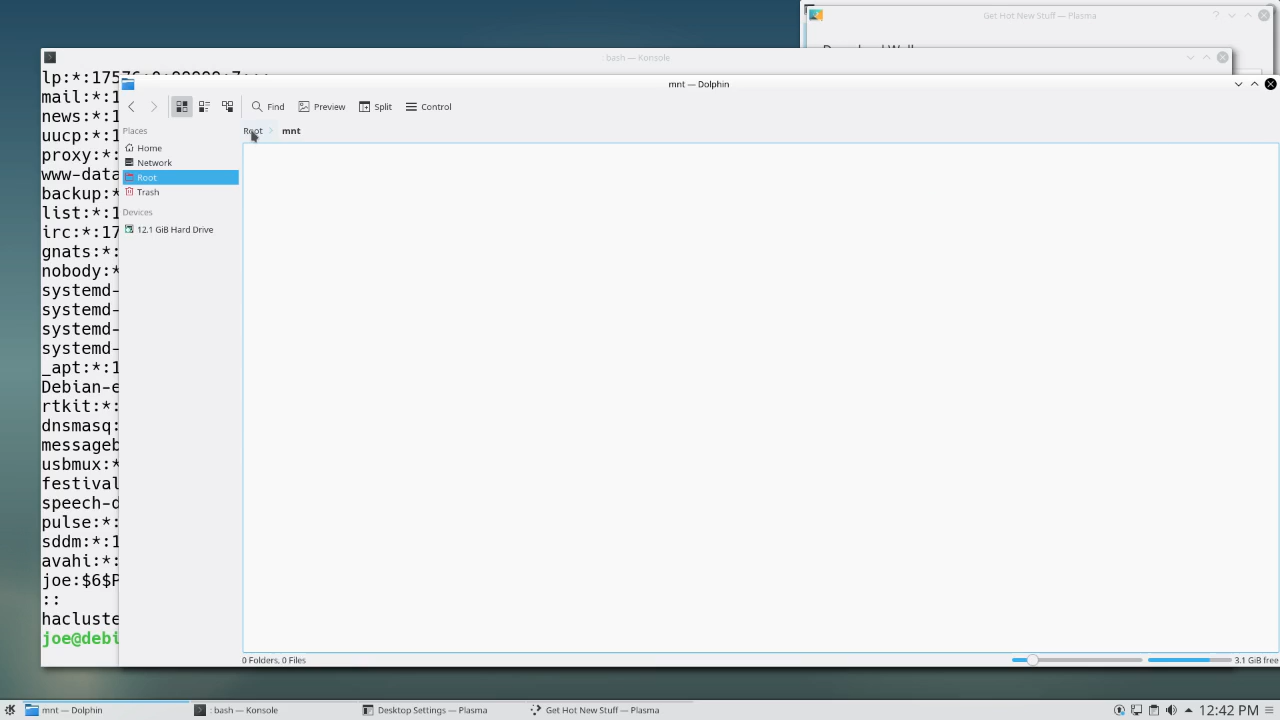 Get Hot New Stuff — Plasma
: bash — Konsole
lp:*:17576:0:99999:7:::
mnt — Dolphin
mail:*:1
news:*:1
uucp:*:
proxy:*:
www-data
backup:*
list:*:1
irc:*:17
gnats:*:
nobody:*
systemd-
systemd-
systemd-
systemd-
_apt:*:1
Debian-e
rtkit:*:
dnsmasq:
messageb
usbmux:*
festival
speech-d
pulse:*:
sddm:*:1
avahi:*:
joe:$6$P
::
hacluste
joe@debi
Find
Preview
Split
Control
Places
Root > mnt
Home
Network
Root
Trash
Devices
12.1 GiB Hard Drive
0 Folders, 0 Files
3.1 GiB free
mnt — Dolphin
: bash — Konsole
Desktop Settings — Plasma
Get Hot New Stuff — Plasma
12:42 PM